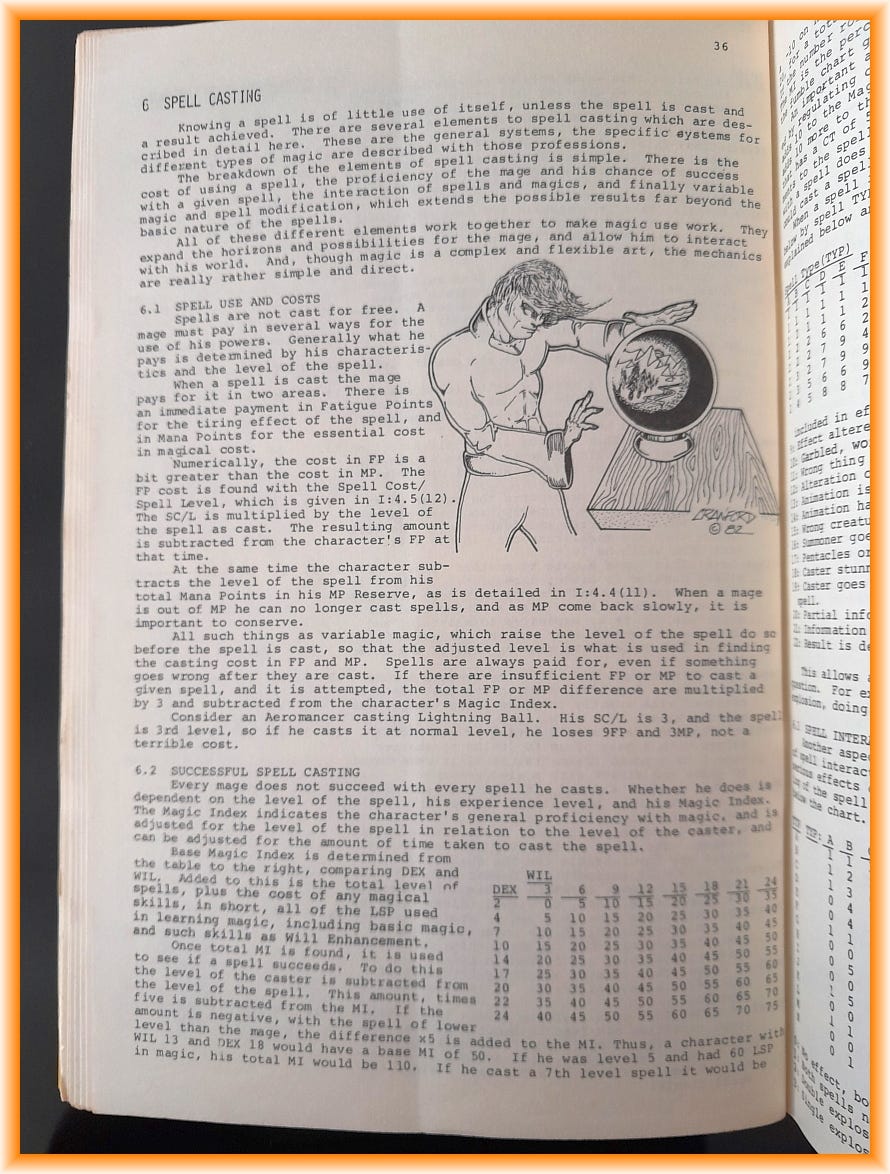 36
6 SPELL CASTING
Knowing a spell is of little use of itself, unless the spell is cast and
a result achieved. There are several elements to spell casting which are des-
cribed in detail here. These are the general systems, the specific systems for
different types of magic are described with those professions.
The breakdown of the elements of spell casting is simple. There is the
cost of using a spell, the proficiency of the mage and his chance of success
with a given spell, the interaction of spells and magics, and finally variable
magic and spell modification, which extends the possible results far beyond the
basic nature of the spells.
All of these different elements work together to make magic use work. They
expand the horizons and possibilities for the mage, and allow him to interact
with his world. And, though magic is a complex and flexible art, the mechanics
are really rather simple and direct.
6.1 SPELL USE AND COSTS
Spells are not cast for free. A
mage must pay in several ways for the
use of his powers. Generally what he
pays is determined by his characteris-
tics and the level of the spell.
When a spell is cast the mage
pays for it in two areas. There is
an immediate payment in Fatigue Points
for the tiring effect of the spell, and
in Mana Points for the essential cost
in magical cost.
Numerically, the cost in FP is a
bit greater than the cost in MP. The
FP cost is found with the Spell Cost/
Spell Level, which is given in I:4.5(12).
The SC/L is multiplied by the level of
the spell as cast. The resulting amount
is subtracted from the character's FP at
that time.
At the same time the character sub-
tracts the level of the spell from his
total Mana Points in his MP Reserve, as is detailed in I:4.4(11). When a mage
is out of MP he can no longer cast spells, and as MP come back slowly, it is
important to conserve.
All such things as variable magic, which raise the level of the spell do so
before the spell is cast, so that the adjusted level is what is used in finding
the casting cost in FP and MP. Spells are always paid for, even if something
goes wrong after they are cast. If there are insufficient FP or MP to cast a
given spell, and it is attempted, the total FP or MP difference are multiplied
by 3 and subtracted from the character's Magic Index.
Consider an Aeromancer casting Lightning Ball. His SC/L is 3, and the spell
is 3rd level, so if he casts it at normal level, he loses 9FP and 3MP, not a
terrible cost.
CRANFORD
© 82
6.2 SUCCESSFUL SPELL CASTING
Every mage does not succeed with every spell he casts. Whether he does is
dependent on the level of the spell, his experience level, and his Magic Index.
The Magic Index indicates the character's general proficiency with magic, and is
adjusted for the level of the spell in relation to the level of the caster, and
can be adjusted for the amount of time taken to cast the spell.
Base Magic Index is determined from
the table to the right, comparing DEX and
WIL. Added to this is the total level of
spells, plus the cost of any magical
skills, in short, all of the LSP used
in learning magic, including basic magic,
and such skills as Will Enhancement.
Once total MI is found, it is used
to see if a spell succeeds. To do this
the level of the caster is subtracted from
the level of the spell. This amount, times
five is subtracted from the MI. If the
amount is negative, with the spell of lower
level than the mage, the difference x5 is added to the MI. Thus, a character with
WIL 13 and DEX 18 would have a base MI of 50. If he was level 5 and had 60 LSP
in magic, his total MI would be 110. If he cast a 7th level spell it would be
WIL
DEX 3 6 9 12 15 18 21 24
2 0 5 10 15 20 25 30 35
4 5 10 15 20 25 30 35 40
7 10 15 20 25 30 35 40 45
10 15 20 25 30 35 40 45 50
14 20 25 30 35 40 45 50 55
17 25 30 35 40 45 50 55 60
20 30 35 40 45 50 55 60 65
22 35 40 45 50 55 60 65 70
24 40 45 50 55 60 65 70 75